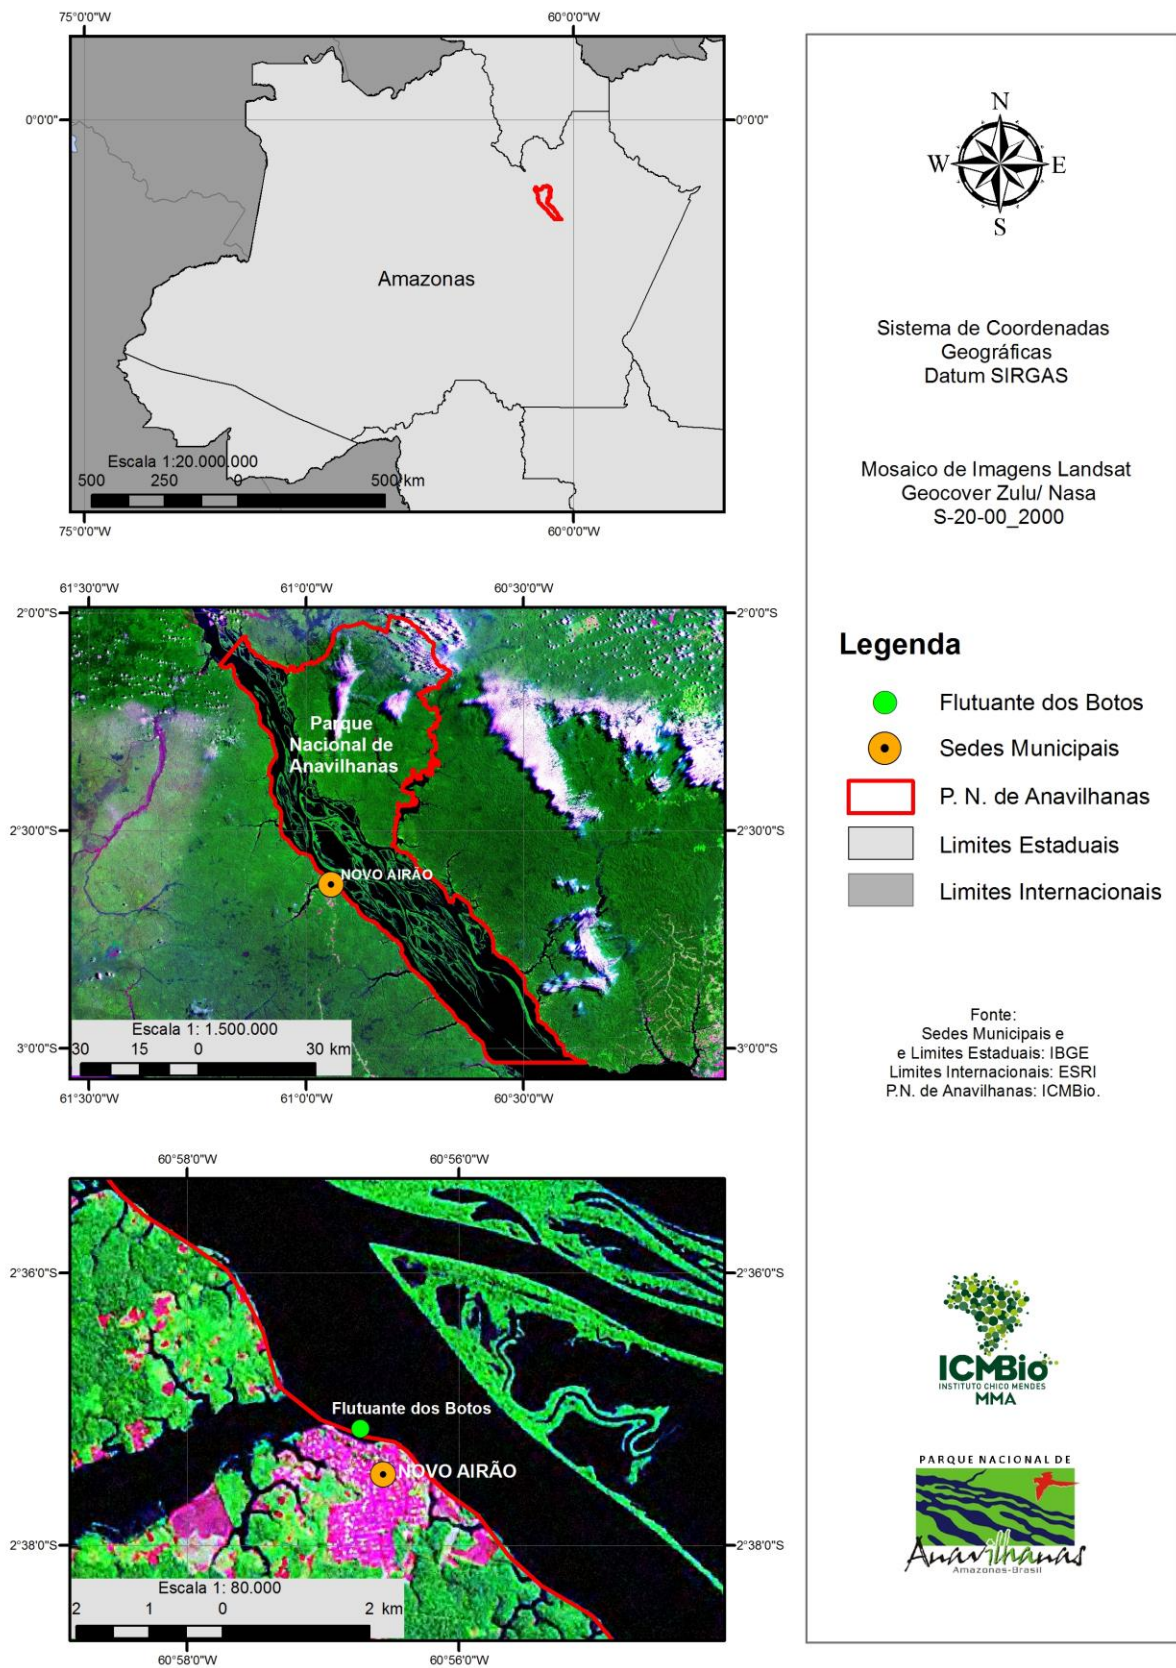 75°0'0"W
60°0'0"W
0°0'0"
0°0'0"
Amazonas
Escala 1:20.000.000
500 250 0 500 km
75°0'0"W
60°0'0"W
61°30'0"W
61°0'0"W
60°30'0"W
2°0'0"S
2°0'0"S
Parque
Nacional de
Anavilhanas
2°30'0"S
2°30'0"S
NOVO AIRÃO
Escala 1: 1.500.000
30 15 0 30 km
3°0'0"S
3°0'0"S
61°30'0"W
61°0'0"W
60°30'0"W
60°58'0"W
60°56'0"W
2°36'0"S
2°36'0"S
Flutuante dos Botos
NOVO AIRÃO
2°38'0"S
2°38'0"S
Escala 1: 80.000
2 1 0 2 km
60°58'0"W
60°56'0"W
N
W E
S
Sistema de Coordenadas
Geográficas
Datum SIRGAS
Mosaico de Imagens Landsat
Geocover Zulu/ Nasa
S-20-00_2000
Legenda
Flutuante dos Botos
Sedes Municipais
P. N. de Anavilhanas
Limites Estaduais
Limites Internacionais
Fonte:
Sedes Municipais e
e Limites Estaduais: IBGE
Limites Internacionais: ESRI
P.N. de Anavilhanas: ICMBio.
ICMBio
INSTITUTO CHICO MENDES
MMA
PARQUE NACIONAL DE
Anavilhanas
Amazonas-Brasil